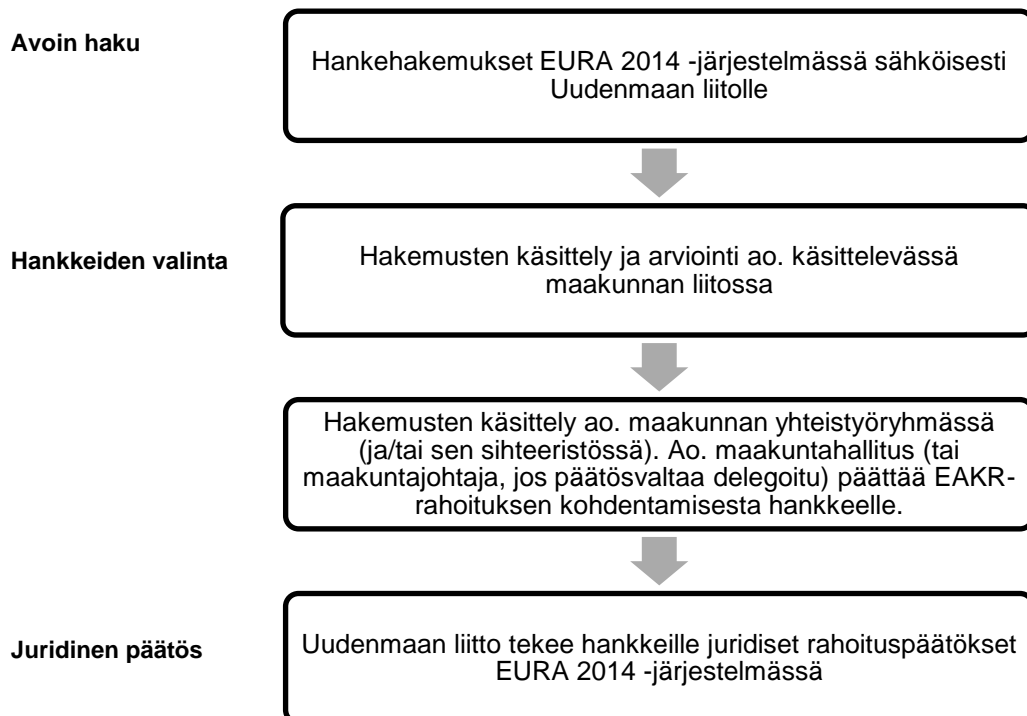 Avoin haku
Hankehakemukset EURA 2014 -järjestelmässä sähköisesti
Uudenmaan liitolle
Hankkeiden valinta
Hakemusten käsittely ja arviointi ao. käsittelevässä
maakunnan liitossa
Hakemusten käsittely ao. maakunnan yhteistyöryhmässä
(ja/tai sen sihteeristössä). Ao. maakuntahallitus (tai
maakuntajohtaja, jos päätösvaltaa delegoitu) päättää EAKR-
rahoituksen kohdentamisesta hankkeelle.
Juridinen päätös
Uudenmaan liitto tekee hankkeille juridiset rahoituspäätökset
EURA 2014 -järjestelmässä